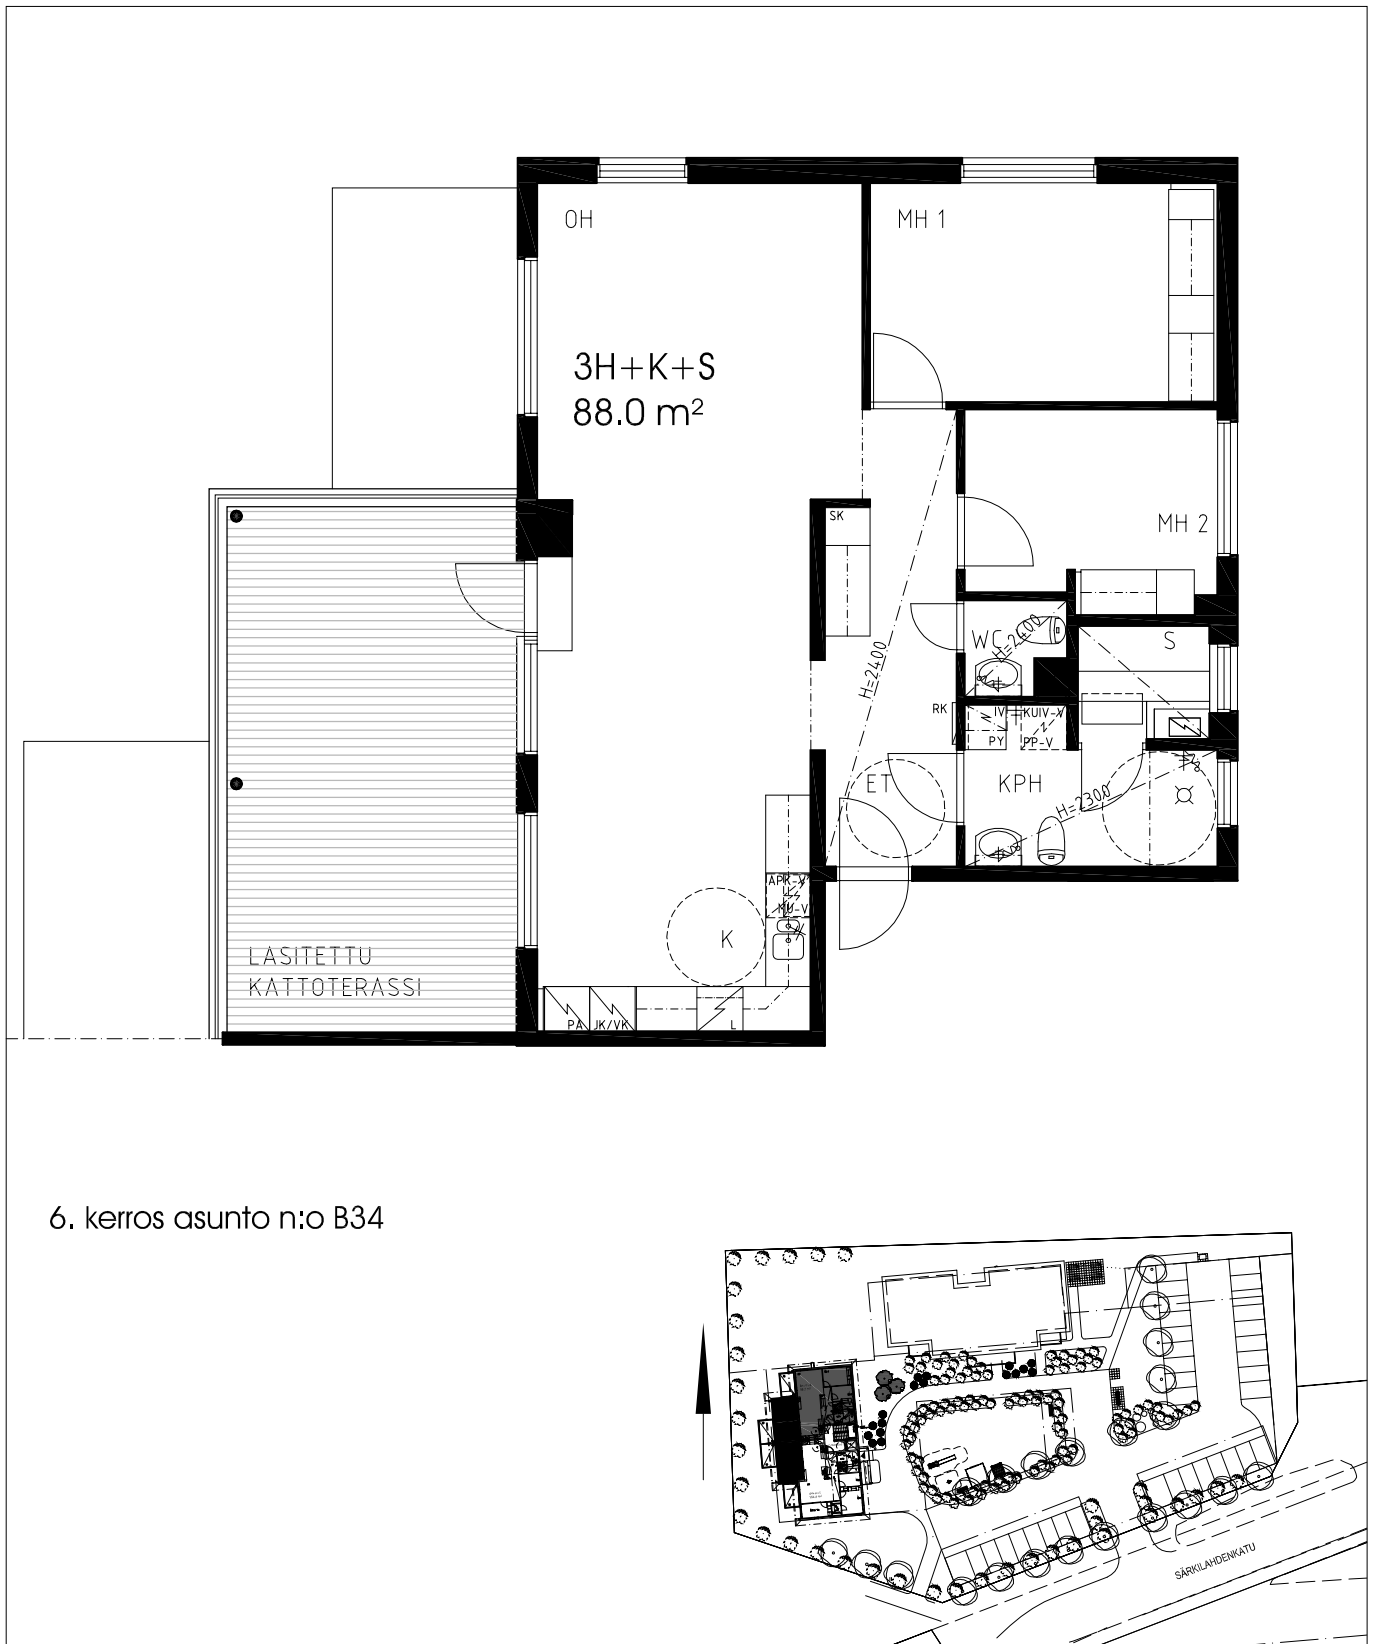 OH
MH 1
3H+K+S
88.0 m²
SK
MH 2
H=2400
WC
H=2400
S
RK
IV
KUIV-V
PY
PP-V
ET
KPH
H=2300
APK-V
MU-V
K
LASITETTU
KATTOTERASSI
PA
JK/VK
L
6. kerros asunto n:o B34
SÄRKILAHDENKATU